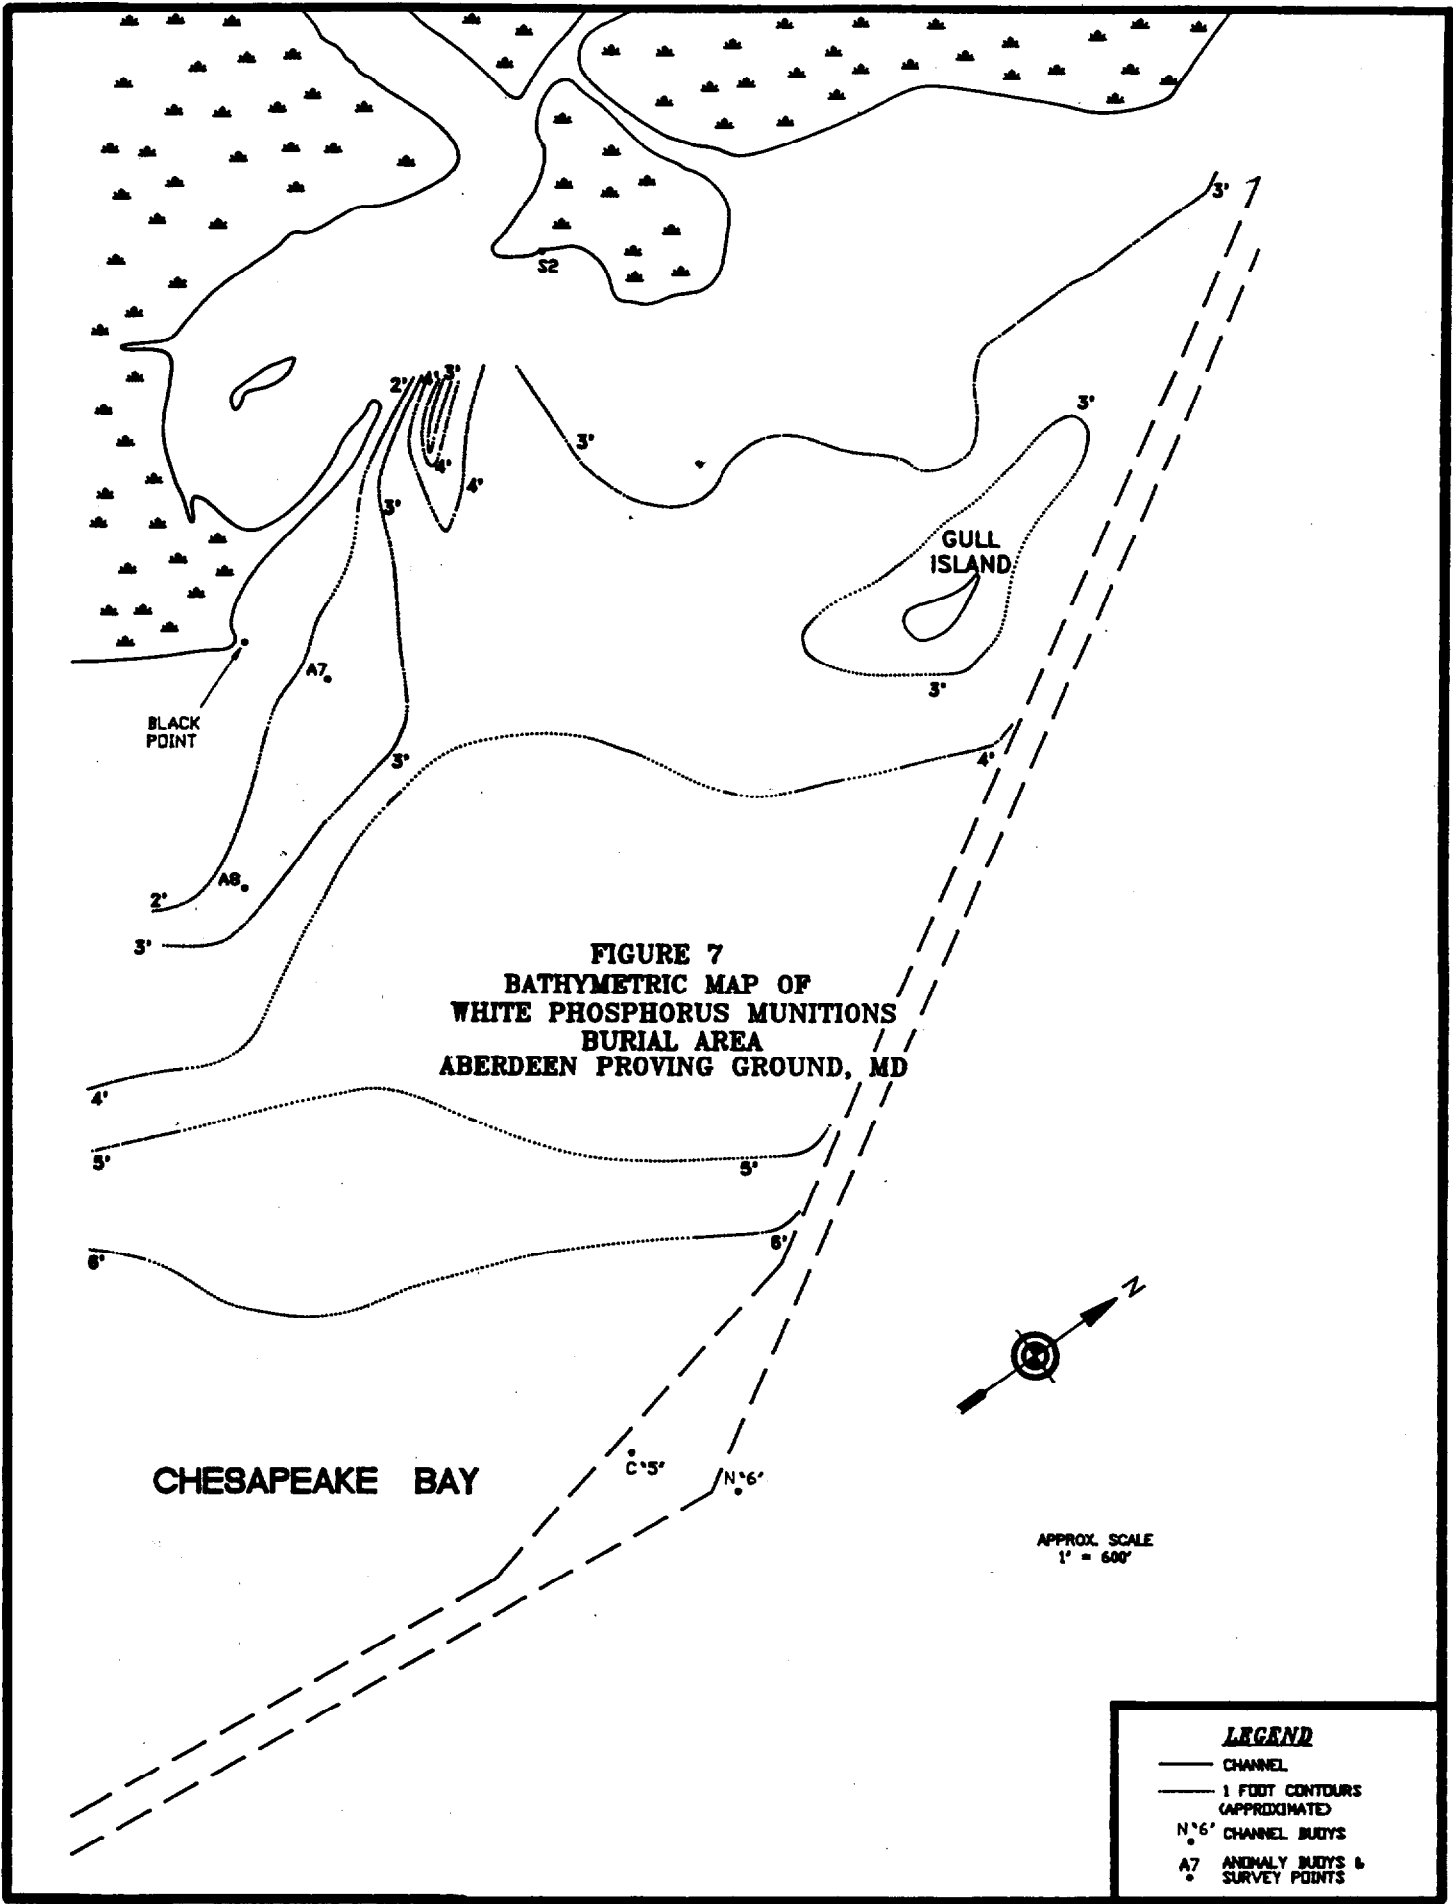 3'
S2
2'
4'
3'
3'
3'
4'
4'
3'
GULL
ISLAND
A7
3'
BLACK
POINT
3'
4'
A8
2'
3'
FIGURE 7
BATHYMETRIC MAP OF
WHITE PHOSPHORUS MUNITIONS
BURIAL AREA
ABERDEEN PROVING GROUND, MD
4'
5'
5'
6'
6'
N
CHESAPEAKE BAY
C "5"
N "6"
APPROX. SCALE
1" = 600'
LEGEND
CHANNEL
1 FOOT CONTOURS
(APPROXIMATE)
N "6" CHANNEL BUOYS
A7 ANOMALY BUOYS &
SURVEY POINTS